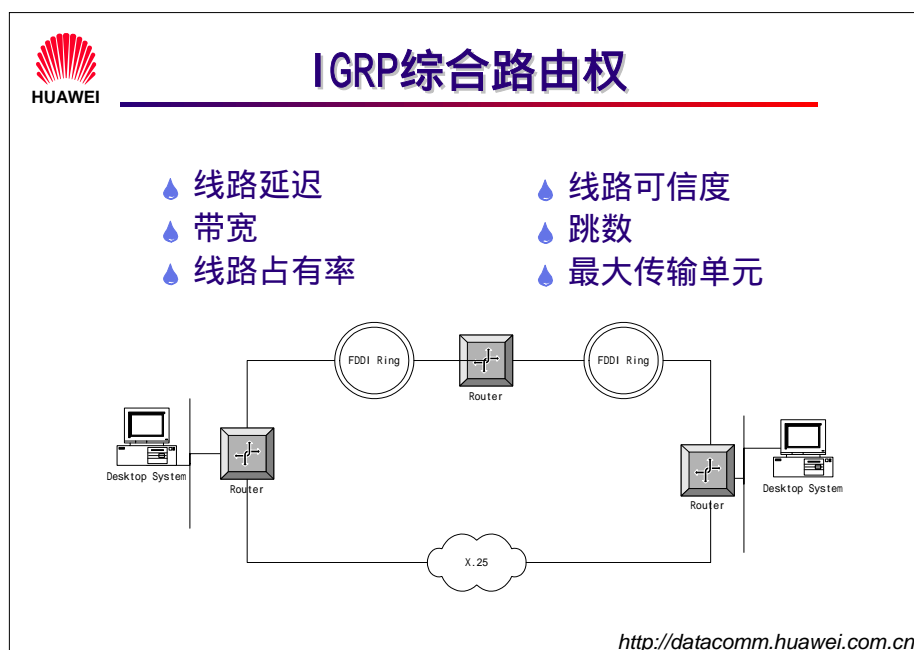 IGRP综合路由权
HUAWEI
线路延迟
带宽
线路占有率
线路可信度
跳数
最大传输单元
FDDI Ring
FDDI Ring
Router
Desktop System
Router
Router
Desktop System
X.25
http://datacomm.huawei.com.cn